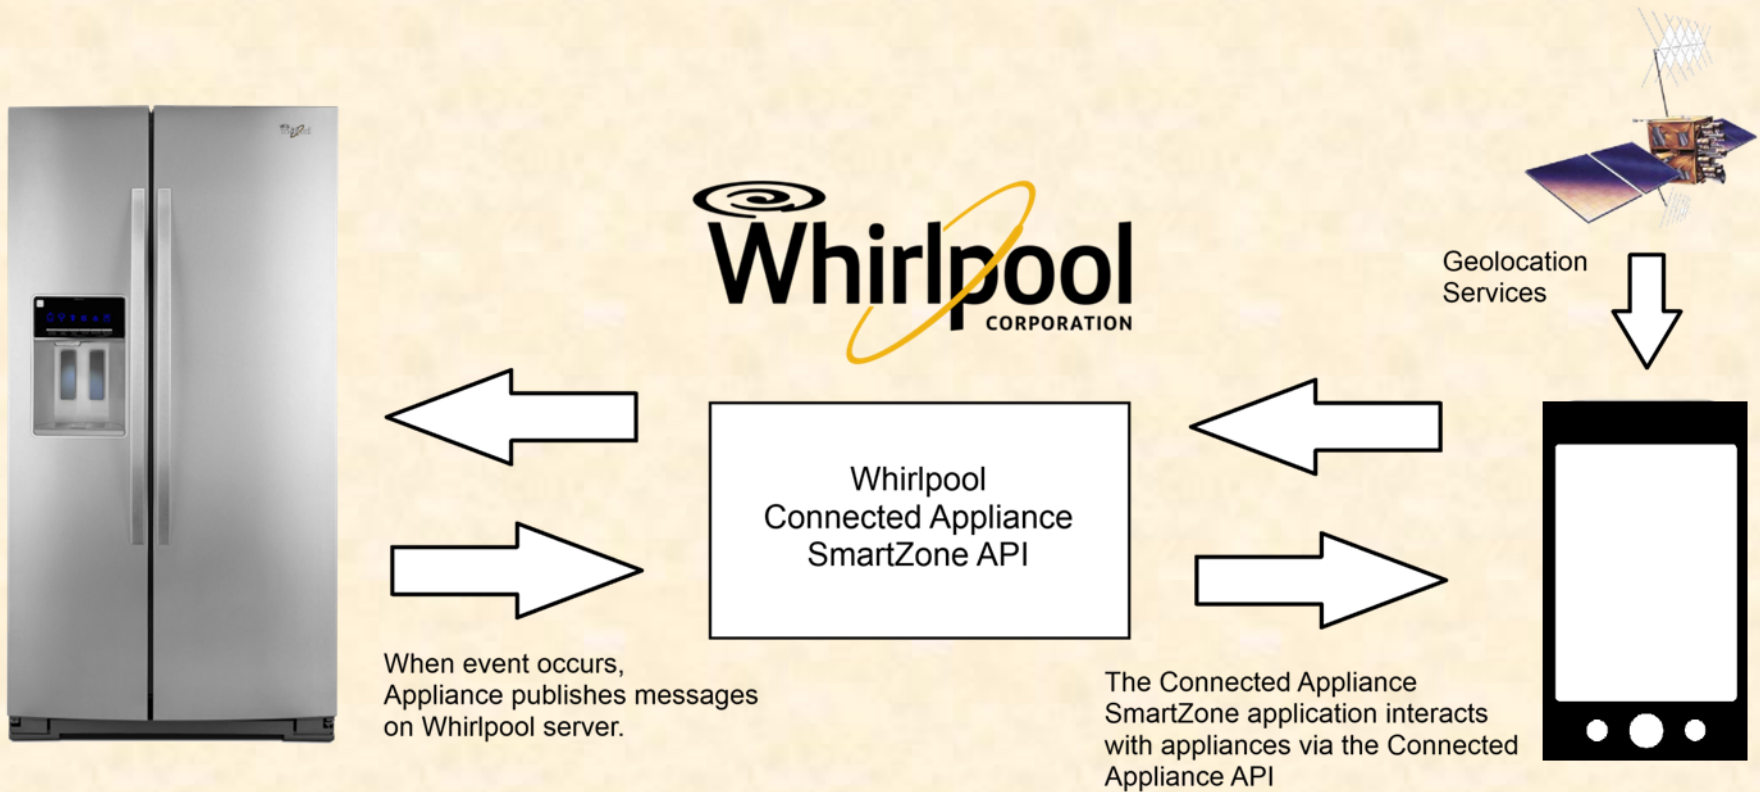 Whirlpool
Whirlpool
CORPORATION
Geolocation
Services
Whirlpool
Connected Appliance
SmartZone API
When event occurs,
Appliance publishes messages
on Whirlpool server.
The Connected Appliance
SmartZone application interacts
with appliances via the Connected
Appliance API